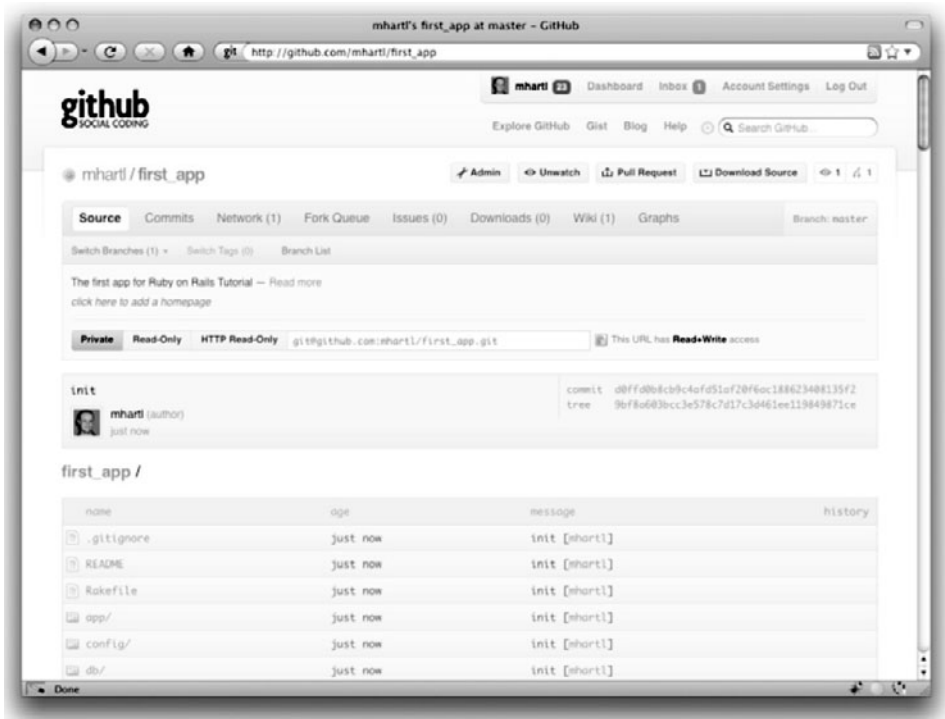 mhartl's first_app at master – GitHub
git http://github.com/mhartl/first_app
github
SOCIAL CODING
mhartl 23 Dashboard Inbox 1 Account Settings Log Out
Explore GitHub Gist Blog Help Search GitHub...
mhartl / first_app
Admin Unwatch Pull Request Download Source 1 1
Source Commits Network (1) Fork Queue Issues (0) Downloads (0) Wiki (1) Graphs Branch: master
Switch Branches (1) Switch Tags (0) Branch List
The first app for Ruby on Rails Tutorial — Read more
click here to add a homepage
Private Read-Only HTTP Read-Only git@github.com:mhartl/first_app.git This URL has Read+Write access
init
commit
mhartl (author)
tree
just now
first_app /
name age message history
.gitignore just now init [mhartl]
README just now init [mhartl]
Rakefile just now init [mhartl]
app/ just now init [mhartl]
config/ just now init [mhartl]
db/ just now init [mhartl]
Done